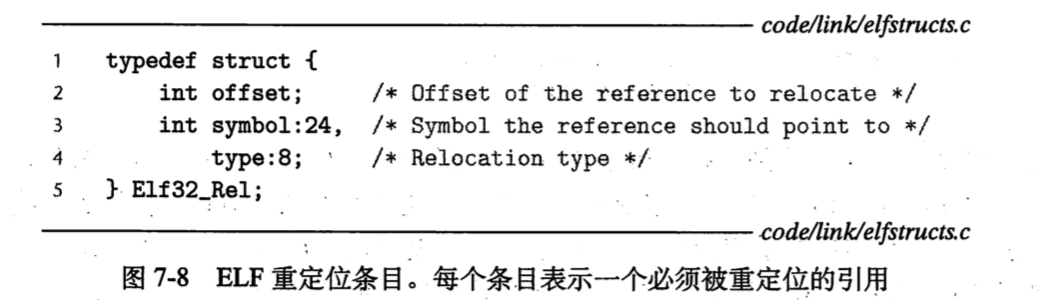 code/link/elfstructs.c
1 typedef struct {
2 int offset; /* Offset of the reference to relocate */
3 int symbol:24, /* Symbol the reference should point to */
4 type:8; /* Relocation type */
5 } Elf32_Rel;
code/link/elfstructs.c
图 7-8 ELF 重定位条目。每个条目表示一个必须被重定位的引用